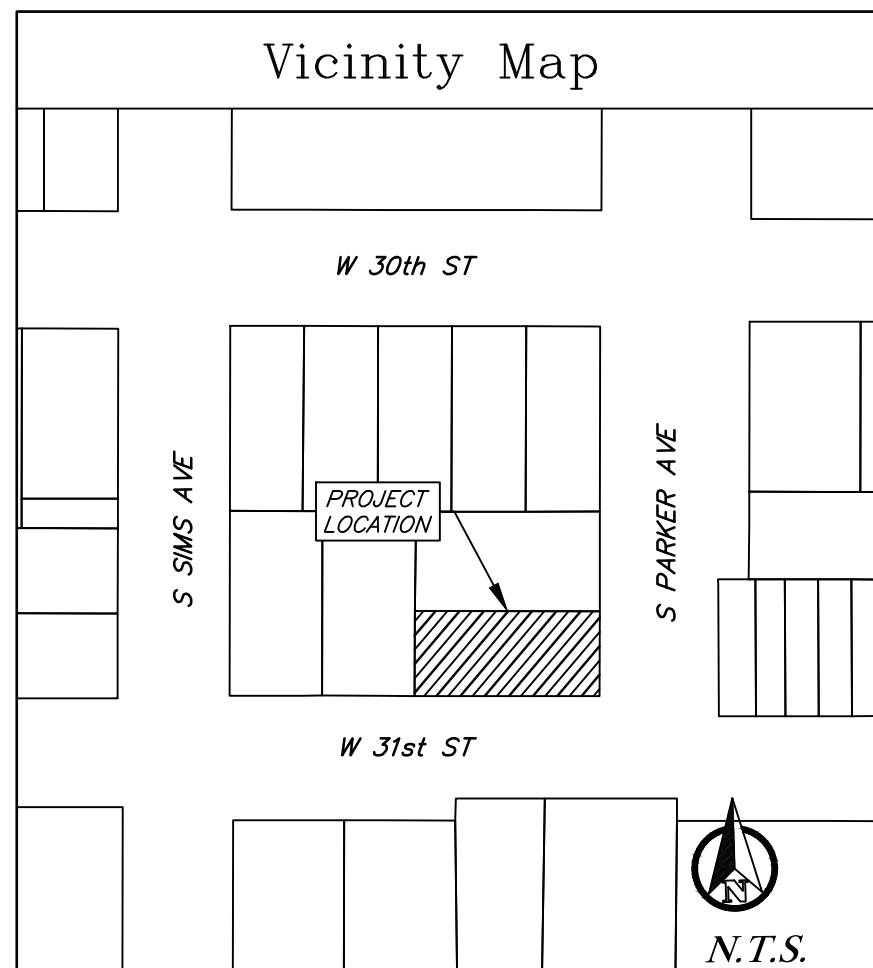 Vicinity Map
W 30th ST
S SIMS AVE
PROJECT
LOCATION
S PARKER AVE
W 31st ST
N
N.T.S.